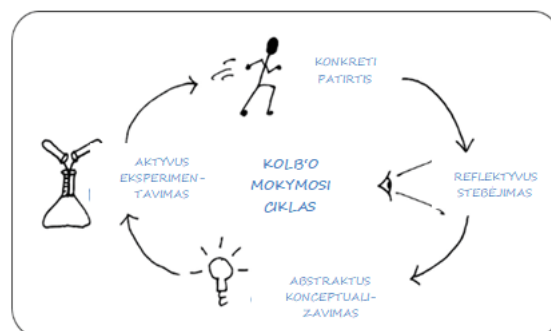 KONKRETI
PATIRTIS
REFLEKTYVUS
STEBĖJIMAS
ABSTRAKTUS
KONCEPTUALI-
ZAVIMAS
AKTYVUS
EKSPERIMEN-
TAVIMAS
KOLB'O
MOKYMOSI
CIKLAS